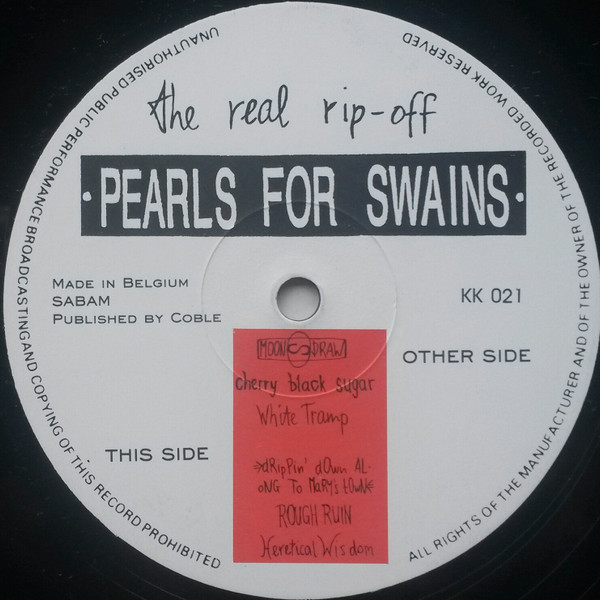 the real rip-off
·PEARLS FOR SWAINS·
MADE IN BELGIUM
SABAM
PUBLISHED BY COBLE
KK 021
MOON DRAW
cherry black sugar
White Tramp
OTHER SIDE
THIS SIDE
dRipPin' dOwn AL-
oNG To MaRy's tOwN
ROUGH RUIN
Heretical Wisdom
UNAUTHORISED PUBLIC PERFORMANCE BROADCASTINGAND COPYING OF THIS RECORD PROHIBITED
ALL RIGHTS OF THE MANUFACTURER AND OF THE OWNER OF THE RECORDED WORK RESERVED